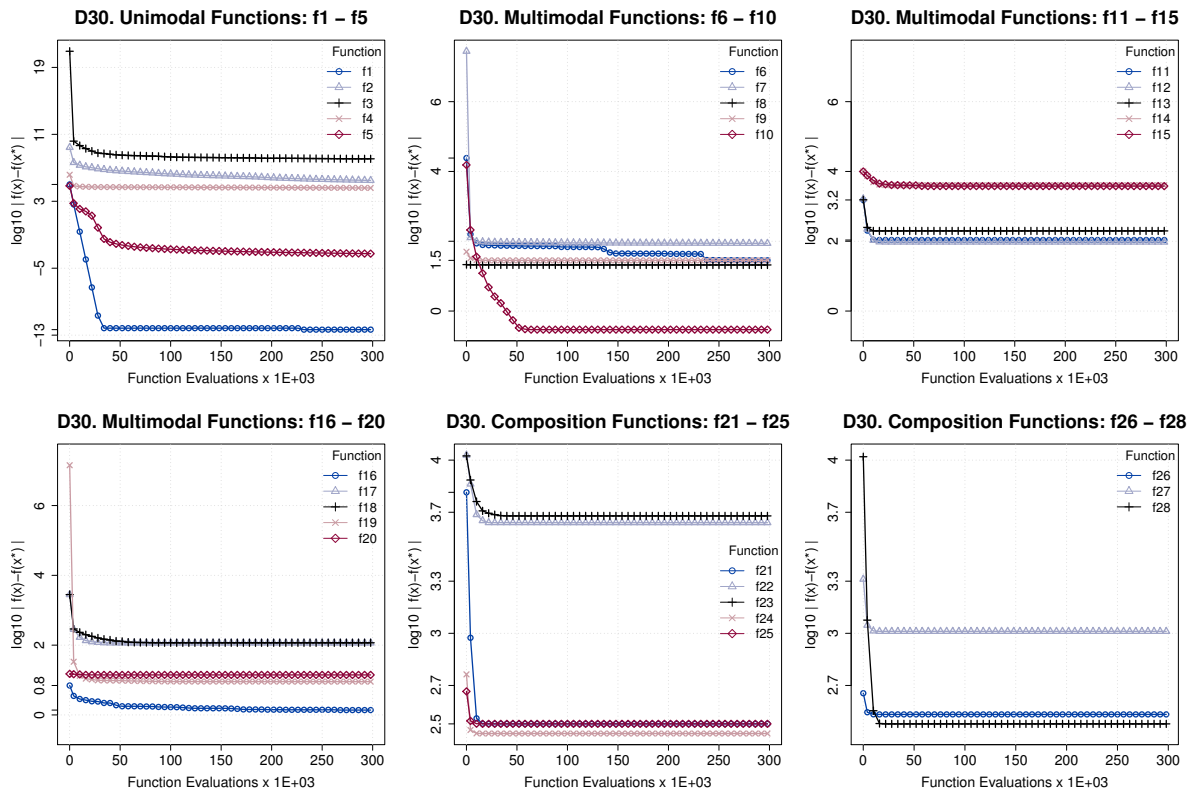 D30. Unimodal Functions: f1 − f5
log10 | f(x)−f(x*) |
19
11
3
−5
−13
Function
f1
f2
f3
f4
f5
0 50 100 150 200 250 300
Function Evaluations x 1E+03
D30. Multimodal Functions: f6 − f10
log10 | f(x)−f(x*) |
6
4
1.5
0
Function
f6
f7
f8
f9
f10
0 50 100 150 200 250 300
Function Evaluations x 1E+03
D30. Multimodal Functions: f11 − f15
log10 | f(x)−f(x*) |
6
4
3.2
2
0
Function
f11
f12
f13
f14
f15
0 50 100 150 200 250 300
Function Evaluations x 1E+03
D30. Multimodal Functions: f16 − f20
log10 | f(x)−f(x*) |
6
4
2
0.8
0
Function
f16
f17
f18
f19
f20
0 50 100 150 200 250 300
Function Evaluations x 1E+03
D30. Composition Functions: f21 − f25
log10 | f(x)−f(x*) |
4
3.7
3.3
3
2.7
2.5
Function
f21
f22
f23
f24
f25
0 50 100 150 200 250 300
Function Evaluations x 1E+03
D30. Composition Functions: f26 − f28
log10 | f(x)−f(x*) |
4
3.7
3.3
3
2.7
2.5
Function
f26
f27
f28
0 50 100 150 200 250 300
Function Evaluations x 1E+03